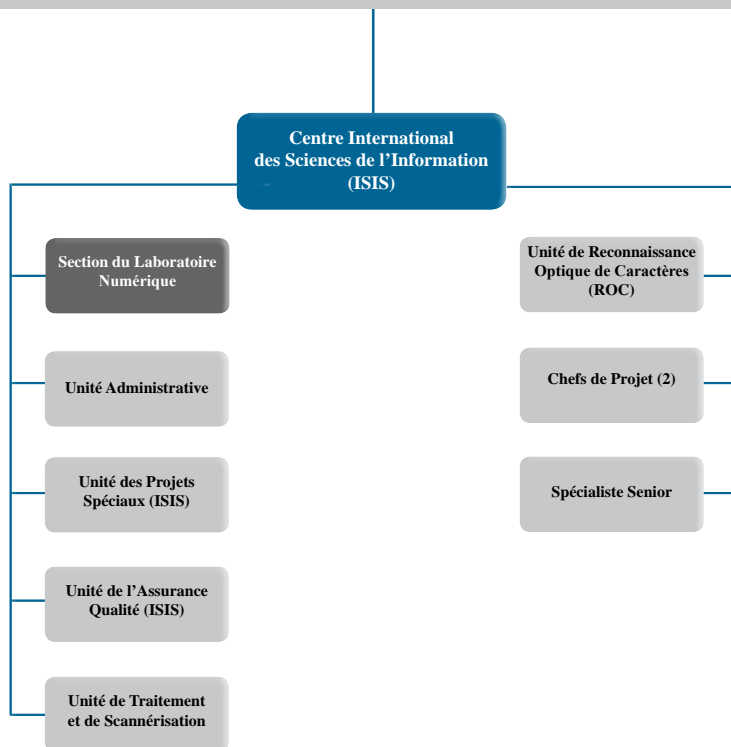 Centre International
des Sciences de l’Information
(ISIS)
Section du Laboratoire
Numérique
Unité Administrative
Unité des Projets
Spéciaux (ISIS)
Unité de l’Assurance
Qualité (ISIS)
Unité de Traitement
et de Scannérisation
Unité de Reconnaissance
Optique de Caractères
(ROC)
Chefs de Projet (2)
Spécialiste Senior